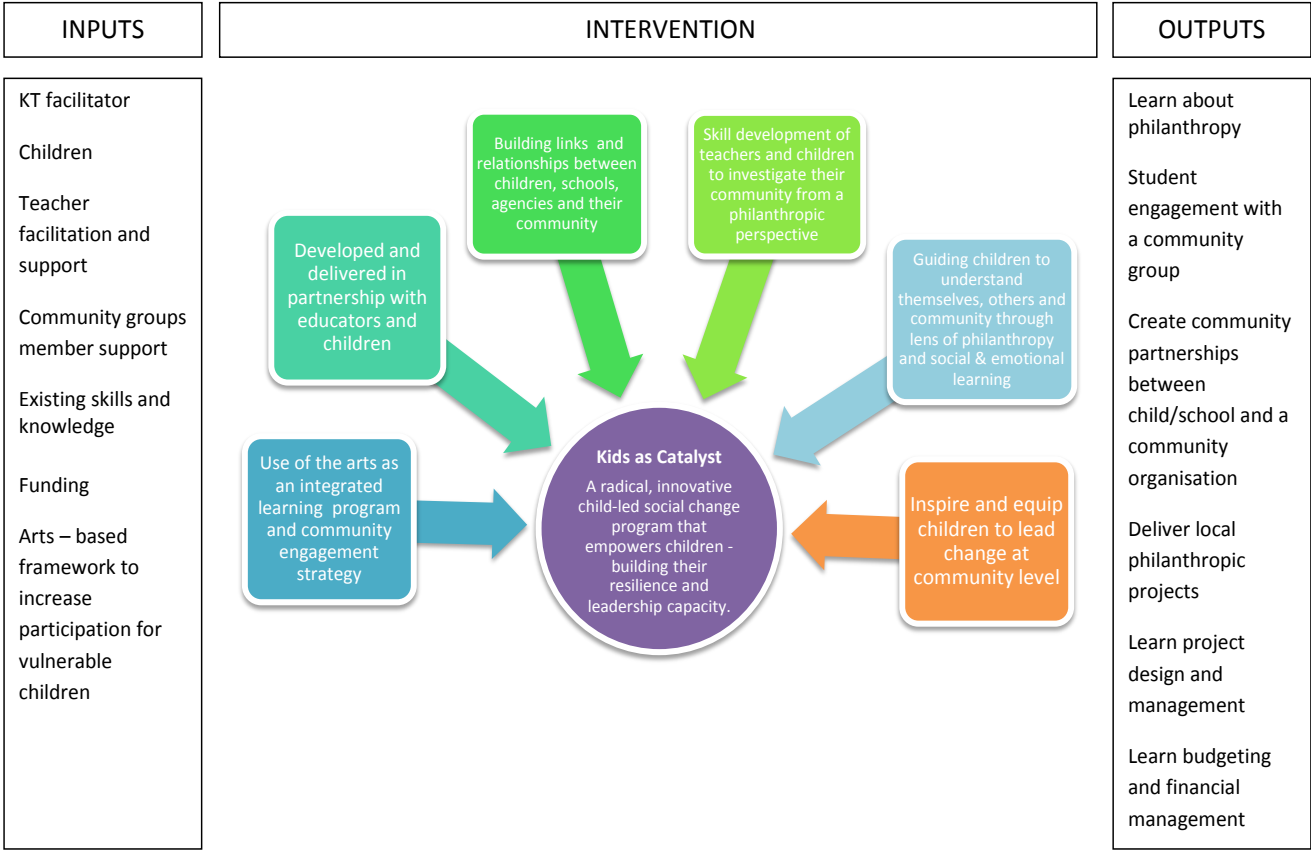 INPUTS
INTERVENTION
OUTPUTS
KT facilitator
Children
Teacher
facilitation and
support
Community groups
member support
Existing skills and
knowledge
Funding
Arts – based
framework to
increase
participation for
vulnerable
children
Use of the arts as
an integrated
learning program
and community
engagement
strategy
Developed and
delivered in
partnership with
educators and
children
Building links and
relationships between
children, schools,
agencies and their
community
Skill development of
teachers and children
to investigate their
community from a
philanthropic
perspective
Guiding children to
understand
themselves, others and
community through
lens of philanthropy
and social & emotional
learning
Inspire and equip
children to lead
change at
community level
Kids as Catalyst
A radical, innovative
child-led social change
program that
empowers children -
building their
resilience and
leadership capacity.
Learn about
philanthropy
Student
engagement with
a community
group
Create community
partnerships
between
child/school and a
community
organisation
Deliver local
philanthropic
projects
Learn project
design and
management
Learn budgeting
and financial
management